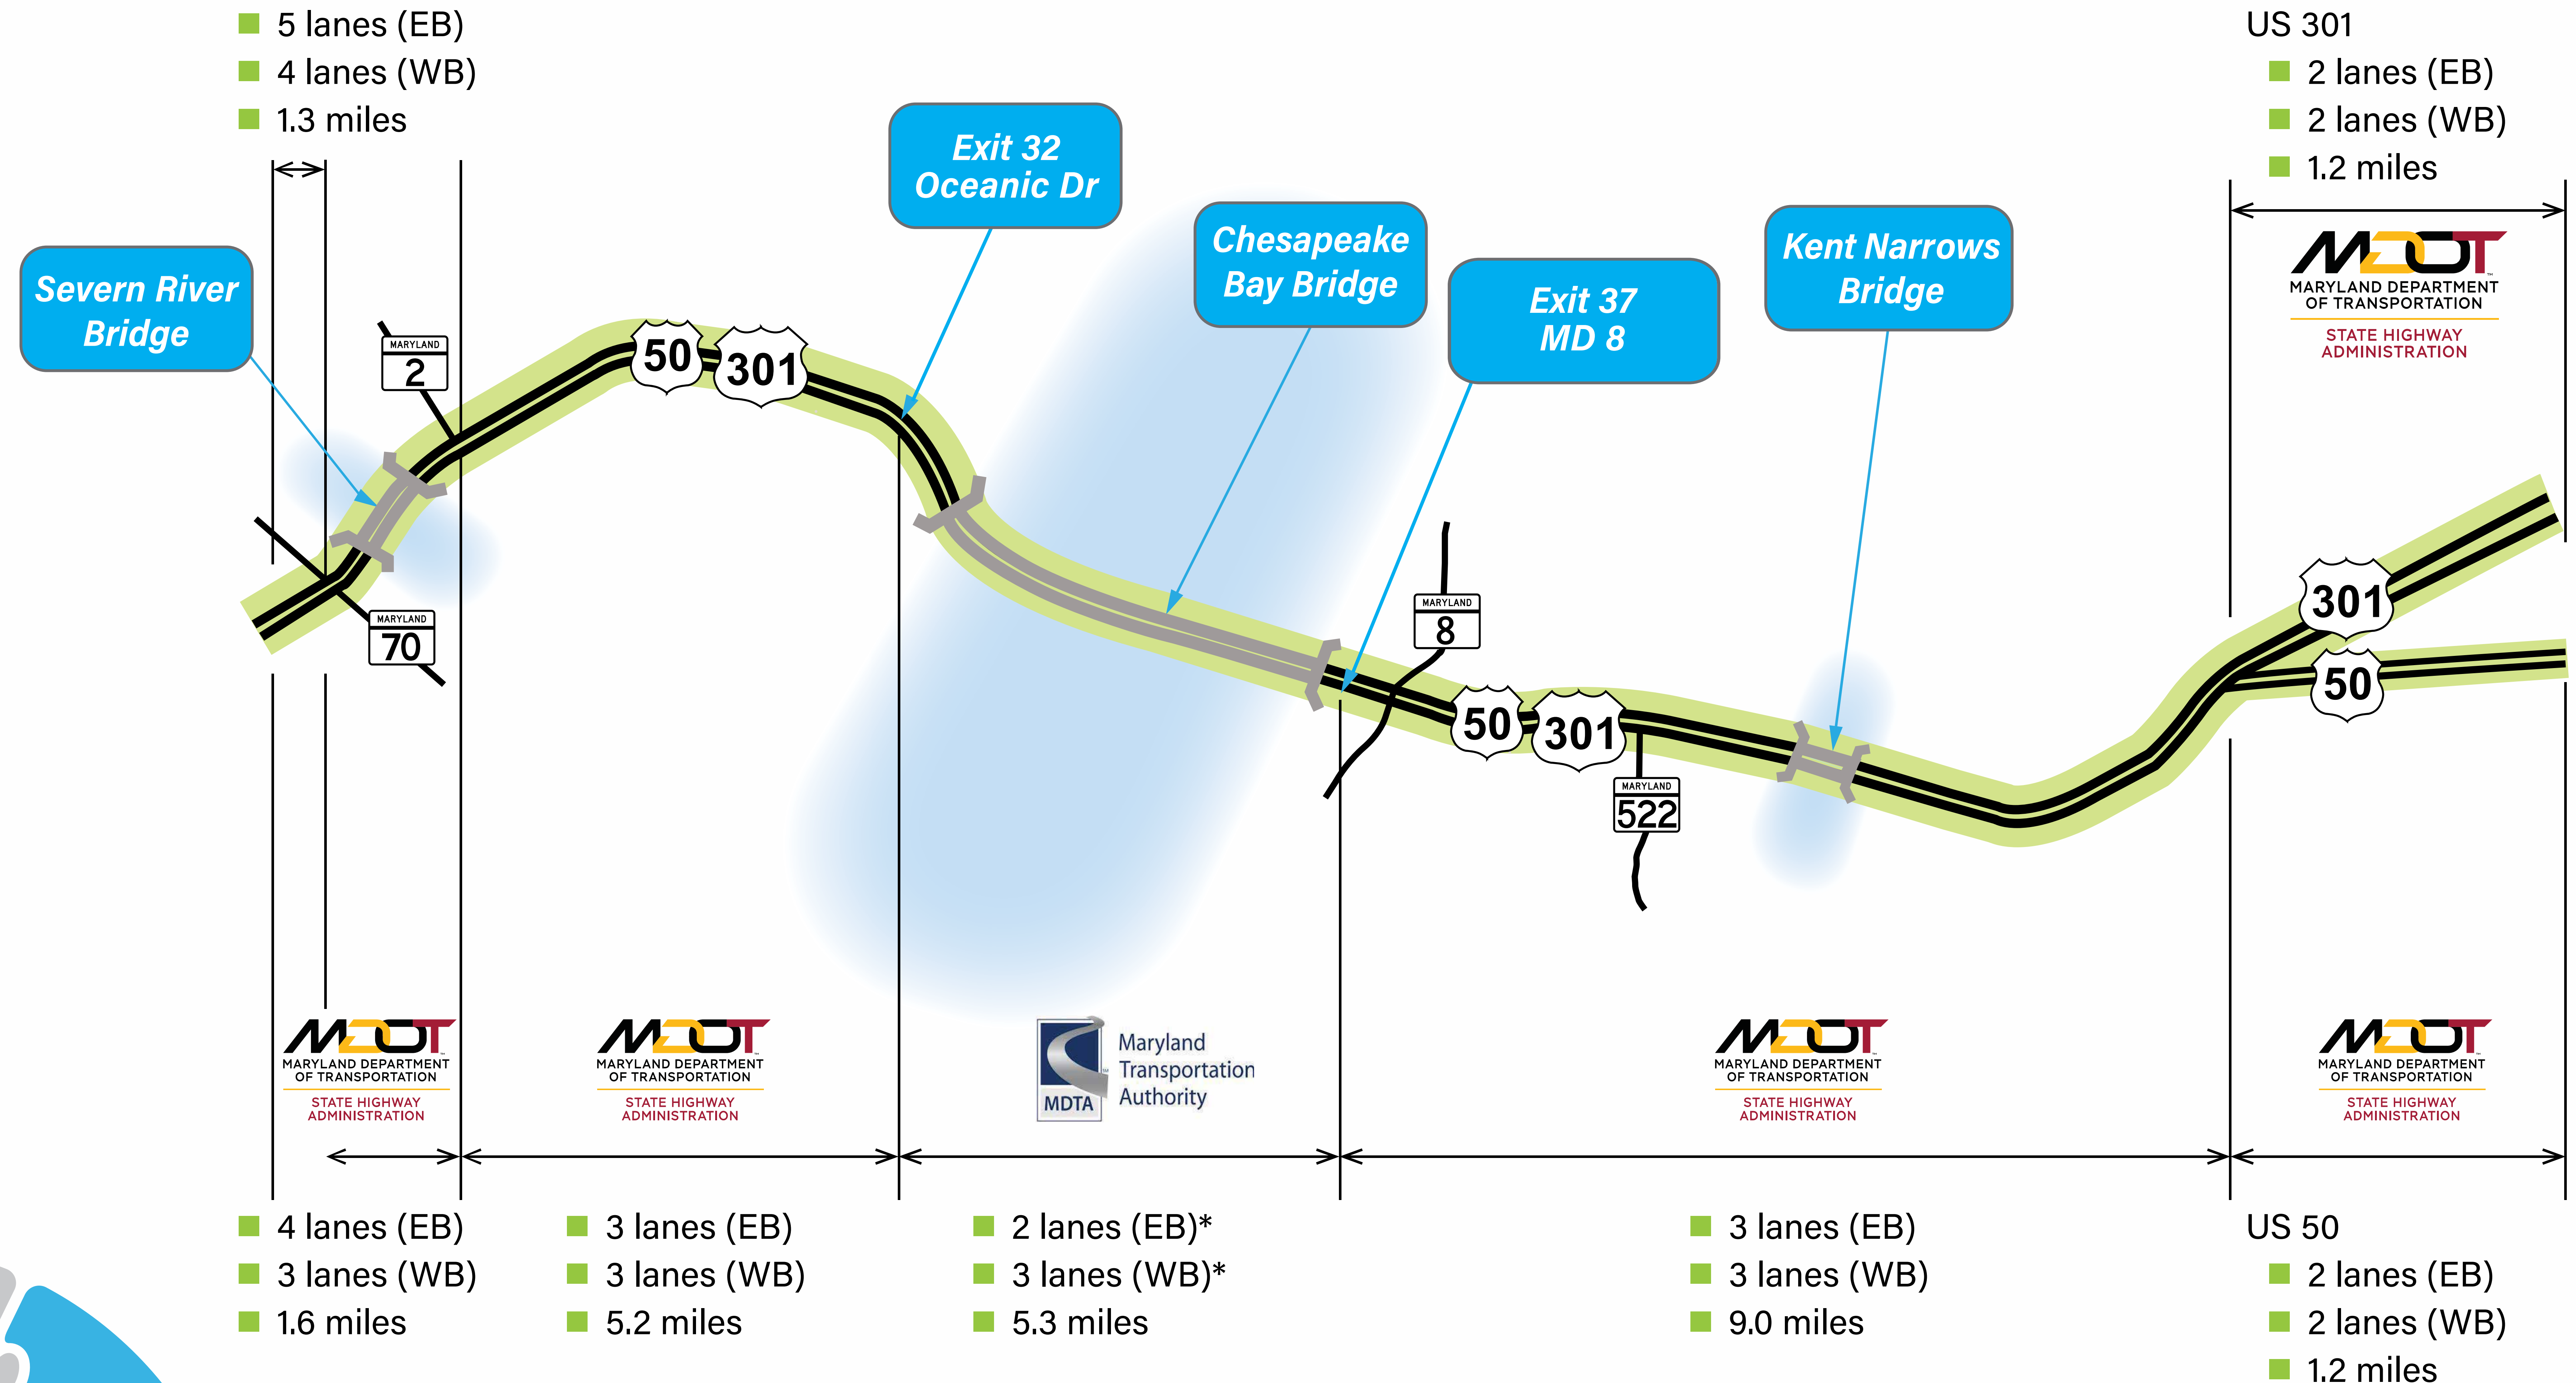 5 lanes (EB)
4 lanes (WB)
1.3 miles
US 301
2 lanes (EB)
2 lanes (WB)
1.2 miles
Exit 32
Oceanic Dr
Chesapeake
Bay Bridge
Exit 37
MD 8
Kent Narrows
Bridge
Severn River
Bridge
MDOT
MARYLAND DEPARTMENT
OF TRANSPORTATION
STATE HIGHWAY
ADMINISTRATION
MARYLAND
2
50
301
MARYLAND
70
MARYLAND
8
50
301
MARYLAND
522
301
50
MDOT
MARYLAND DEPARTMENT
OF TRANSPORTATION
STATE HIGHWAY
ADMINISTRATION
MDOT
MARYLAND DEPARTMENT
OF TRANSPORTATION
STATE HIGHWAY
ADMINISTRATION
MDTA
Maryland
Transportation
Authority
MDOT
MARYLAND DEPARTMENT
OF TRANSPORTATION
STATE HIGHWAY
ADMINISTRATION
MDOT
MARYLAND DEPARTMENT
OF TRANSPORTATION
STATE HIGHWAY
ADMINISTRATION
4 lanes (EB)
3 lanes (WB)
1.6 miles
3 lanes (EB)
3 lanes (WB)
5.2 miles
2 lanes (EB)*
3 lanes (WB)*
5.3 miles
3 lanes (EB)
3 lanes (WB)
9.0 miles
US 50
2 lanes (EB)
2 lanes (WB)
1.2 miles